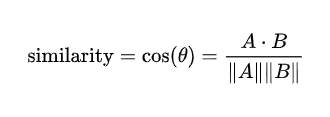 similarity = cos(θ) = A · B / ‖A‖‖B‖